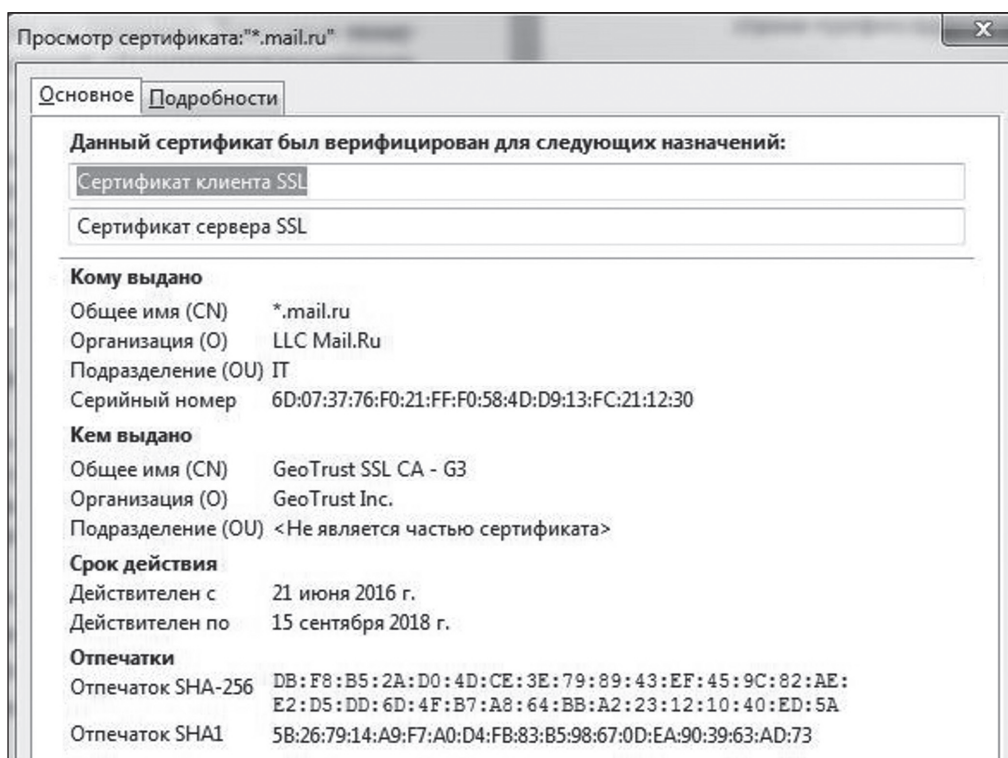 Просмотр сертификата:"*.mail.ru"
x
Основное Подробности
Данный сертификат был верифицирован для следующих назначений:
Сертификат клиента SSL
Сертификат сервера SSL
Кому выдано
Общее имя (CN) *.mail.ru
Организация (O) LLC Mail.Ru
Подразделение (OU) IT
Серийный номер 6D:07:37:76:F0:21:FF:F0:58:4D:D9:13:FC:21:12:30
Кем выдано
Общее имя (CN) GeoTrust SSL CA - G3
Организация (O) GeoTrust Inc.
Подразделение (OU) <Не является частью сертификата>
Срок действия
Действителен с 21 июня 2016 г.
Действителен по 15 сентября 2018 г.
Отпечатки
Отпечаток SHA-256 DB:F8:B5:2A:D0:4D:CE:3E:79:89:43:EF:45:9C:82:AE:
E2:D5:DD:6D:4F:B7:A8:64:BB:A2:23:12:10:40:ED:5A
Отпечаток SHA1 5B:26:79:14:A9:F7:A0:D4:FB:83:B5:98:67:0D:EA:90:39:63:AD:73